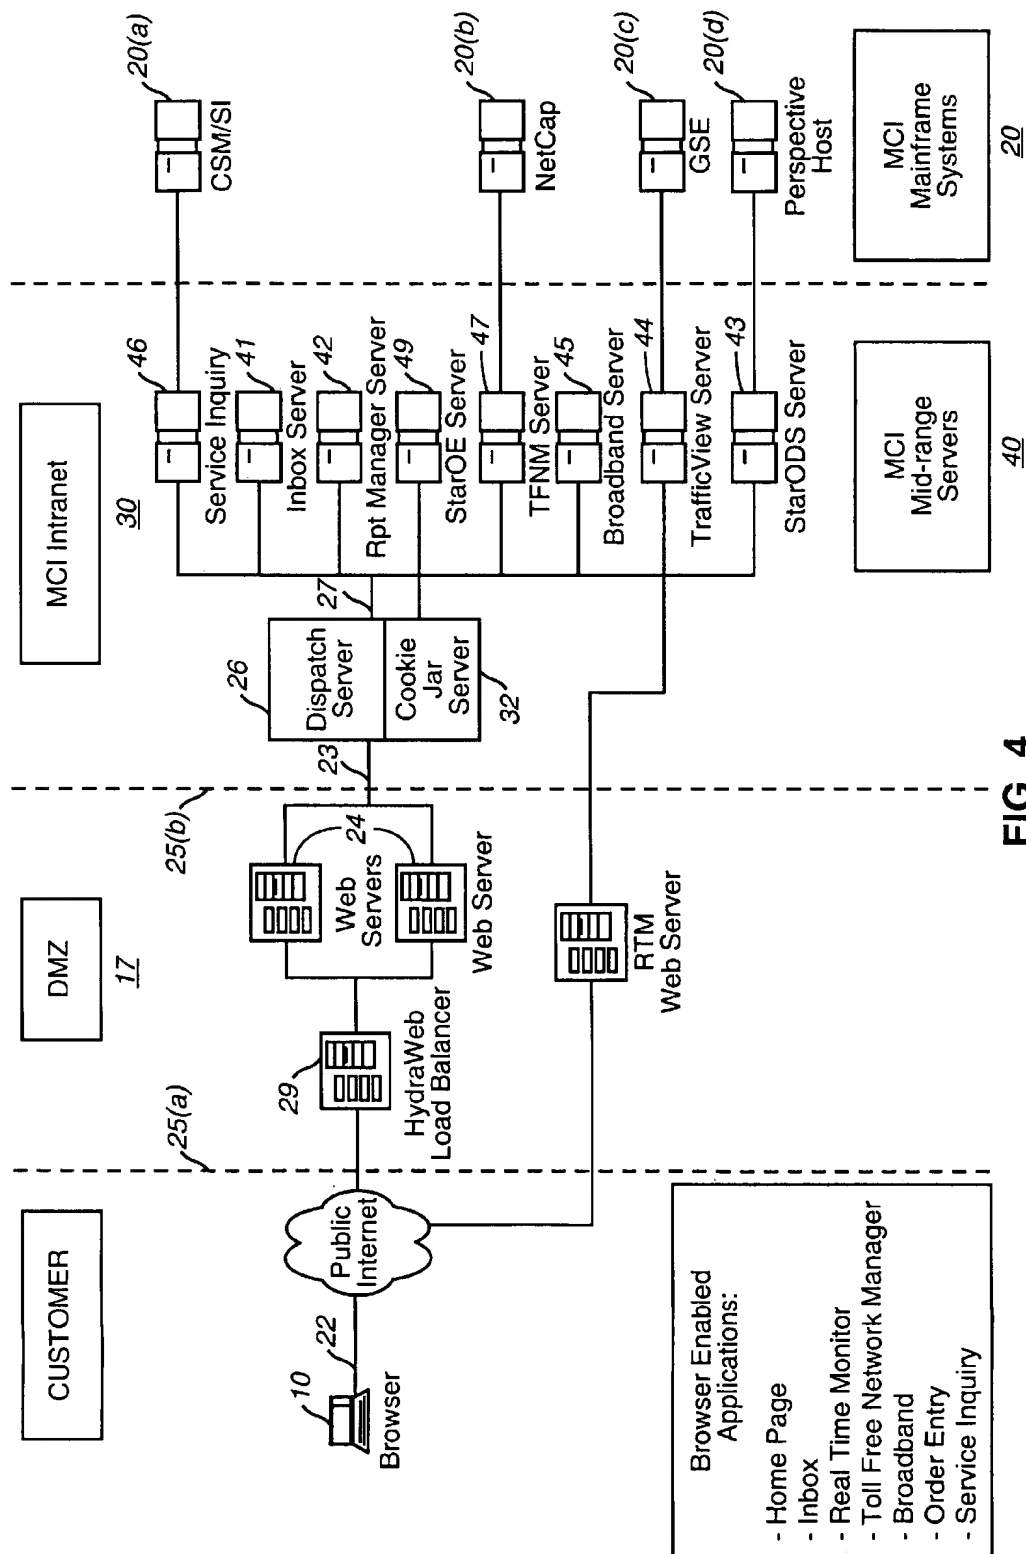 CUSTOMER
DMZ
17
MCI Intranet
30
25(a)
25(b)
10
Browser
22
Public
Internet
29
HydraWeb
Load Balancer
24
Web
Servers
Web Server
RTM
Web Server
23
26
Dispatch
Server
Cookie
Jar
Server
32
27
46
Service Inquiry
41
Inbox Server
42
Rpt Manager Server
49
StarOE Server
47
TFNM Server
45
Broadband Server
44
TrafficView Server
43
StarODS Server
20(a)
CSM/SI
20(b)
NetCap
20(c)
GSE
20(d)
Perspective
Host
Browser Enabled
Applications:
- Home Page
- Inbox
- Real Time Monitor
- Toll Free Network Manager
- Broadband
- Order Entry
- Service Inquiry
MCI
Mid-range
Servers
40
MCI
Mainframe
Systems
20
FIG. 4